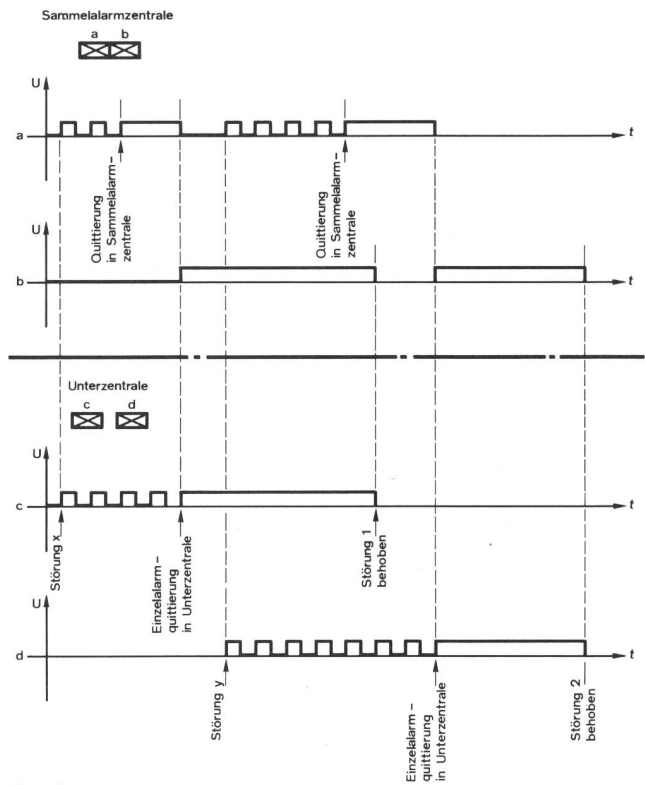 Sammelalarmzentrale
a b
U
a
t
Quittierung
in Sammelalarm-
zentrale
Quittierung
in Sammelalarm-
zentrale
U
b
t
Unterzentrale
c d
U
c
t
Störung x
Einzelalarm-
quittierung
in Unterzentrale
Störung 1
behoben
U
d
t
Störung y
Einzelalarm-
quittierung
in Unterzentrale
Störung 2
behoben